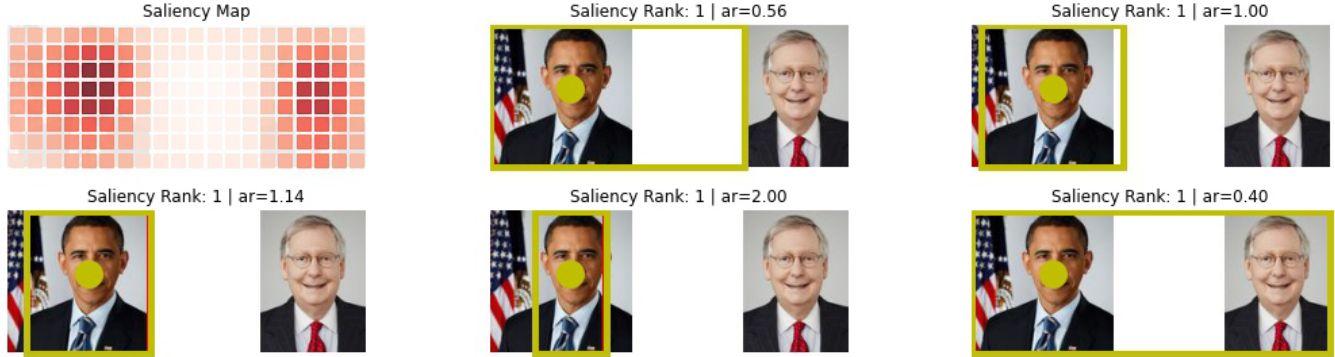 Saliency Map
Saliency Rank: 1 | ar=0.56
Saliency Rank: 1 | ar=1.00
Saliency Rank: 1 | ar=1.14
Saliency Rank: 1 | ar=2.00
Saliency Rank: 1 | ar=0.40